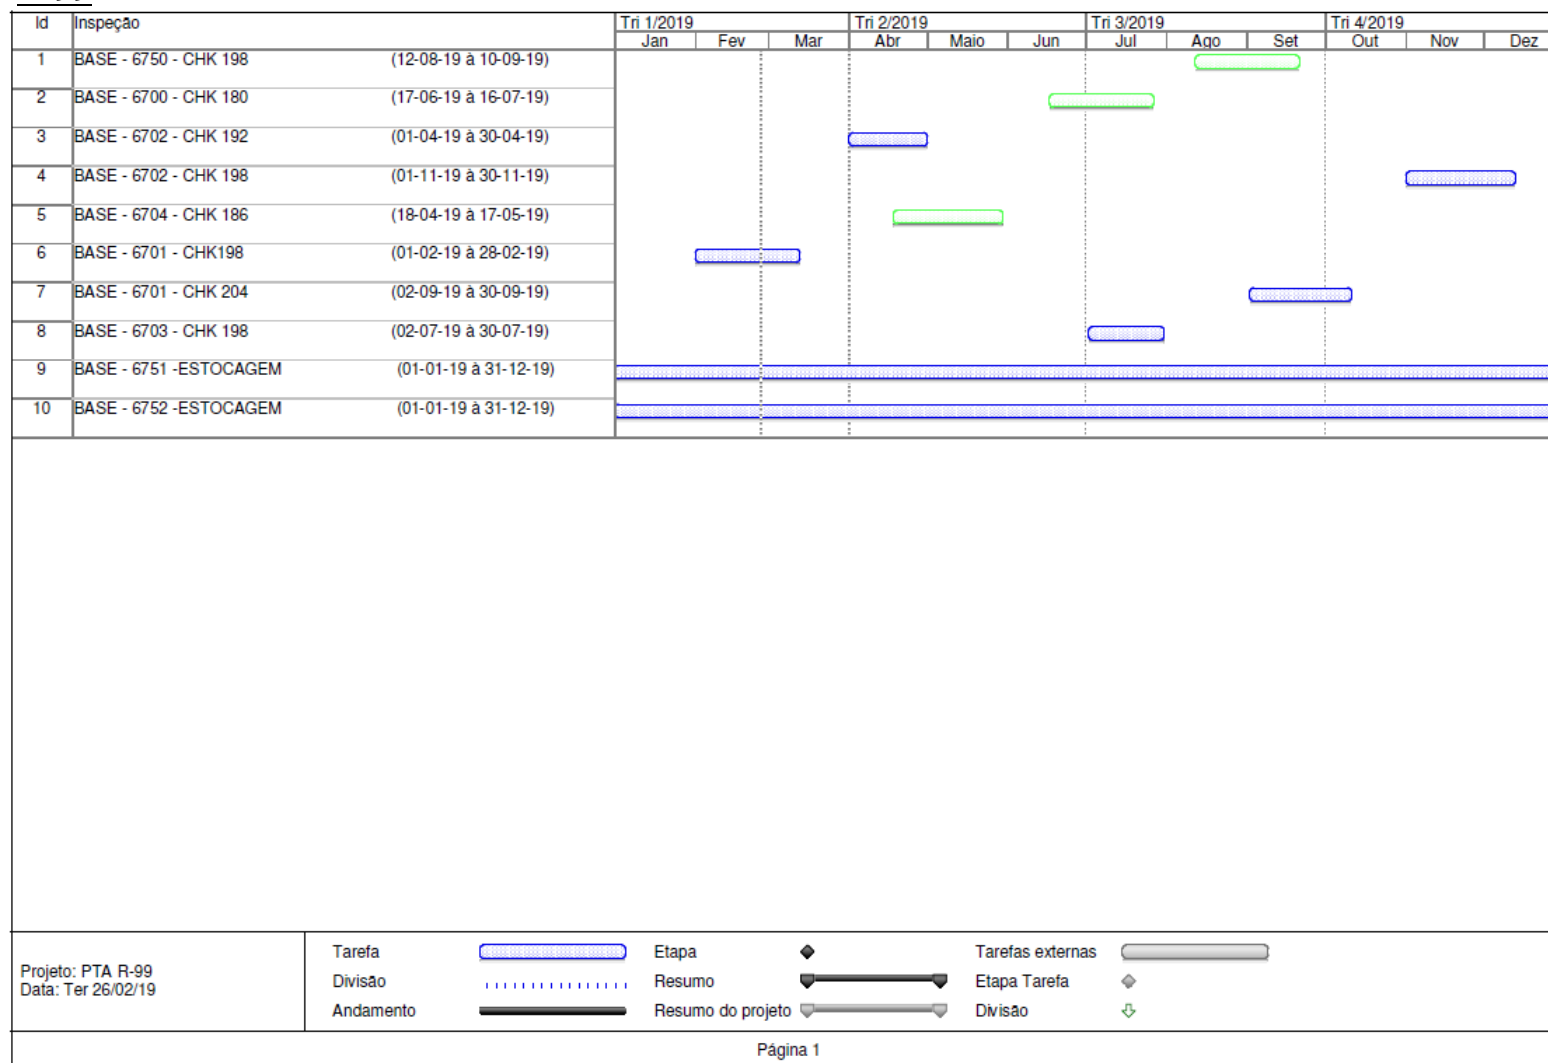 Id Inspeção Tri 1/2019 Tri 2/2019 Tri 3/2019 Tri 4/2019
Jan Fev Mar Abr Maio Jun Jul Ago Set Out Nov Dez
1 BASE - 6750 - CHK 198 (12-08-19 à 10-09-19)
2 BASE - 6700 - CHK 180 (17-06-19 à 16-07-19)
3 BASE - 6702 - CHK 192 (01-04-19 à 30-04-19)
4 BASE - 6702 - CHK 198 (01-11-19 à 30-11-19)
5 BASE - 6704 - CHK 186 (18-04-19 à 17-05-19)
6 BASE - 6701 - CHK198 (01-02-19 à 28-02-19)
7 BASE - 6701 - CHK 204 (02-09-19 à 30-09-19)
8 BASE - 6703 - CHK 198 (02-07-19 à 30-07-19)
9 BASE - 6751 -ESTOCAGEM (01-01-19 à 31-12-19)
10 BASE - 6752 -ESTOCAGEM (01-01-19 à 31-12-19)
Projeto: PTA R-99
Data: Ter 26/02/19
Tarefa Etapa Tarefas externas
Divisão Resumo Etapa Tarefa
Andamento Resumo do projeto Divisão
Página 1